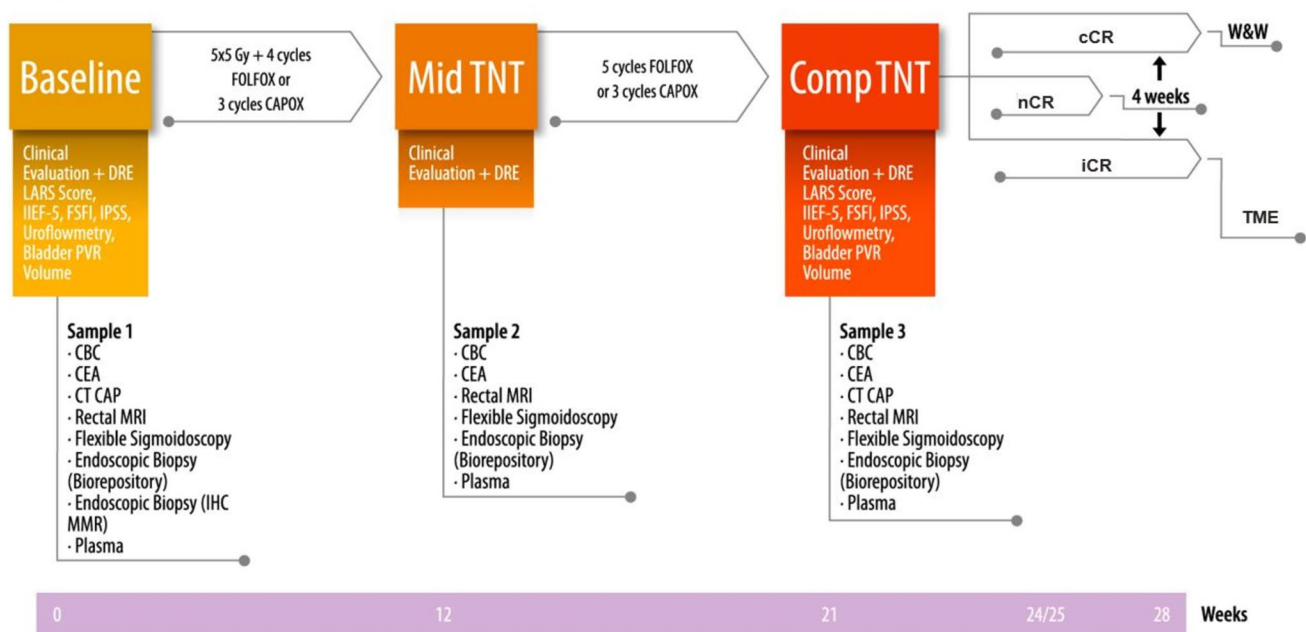 Baseline
5x5 Gy + 4 cycles
FOLFOX or
3 cycles CAPOX
Mid TNT
5 cycles FOLFOX
or 3 cycles CAPOX
Comp TNT
cCR
W&W
nCR
4 weeks
iCR
TME
Clinical
Evaluation + DRE
LARS Score,
IIEF-5, FSFI, IPSS,
Uroflowmetry,
Bladder PVR
Volume
Clinical
Evaluation + DRE
Clinical
Evaluation + DRE
LARS Score,
IIEF-5, FSFI, IPSS,
Uroflowmetry,
Bladder PVR
Volume
Sample 1
· CBC
· CEA
· CT CAP
· Rectal MRI
· Flexible Sigmoidoscopy
· Endoscopic Biopsy
(Biorepository)
· Endoscopic Biopsy (IHC
MMR)
· Plasma
Sample 2
· CBC
· CEA
· Rectal MRI
· Flexible Sigmoidoscopy
· Endoscopic Biopsy
(Biorepository)
· Plasma
Sample 3
· CBC
· CEA
· CT CAP
· Rectal MRI
· Flexible Sigmoidoscopy
· Endoscopic Biopsy
(Biorepository)
· Plasma
0 12 21 24/25 28 Weeks